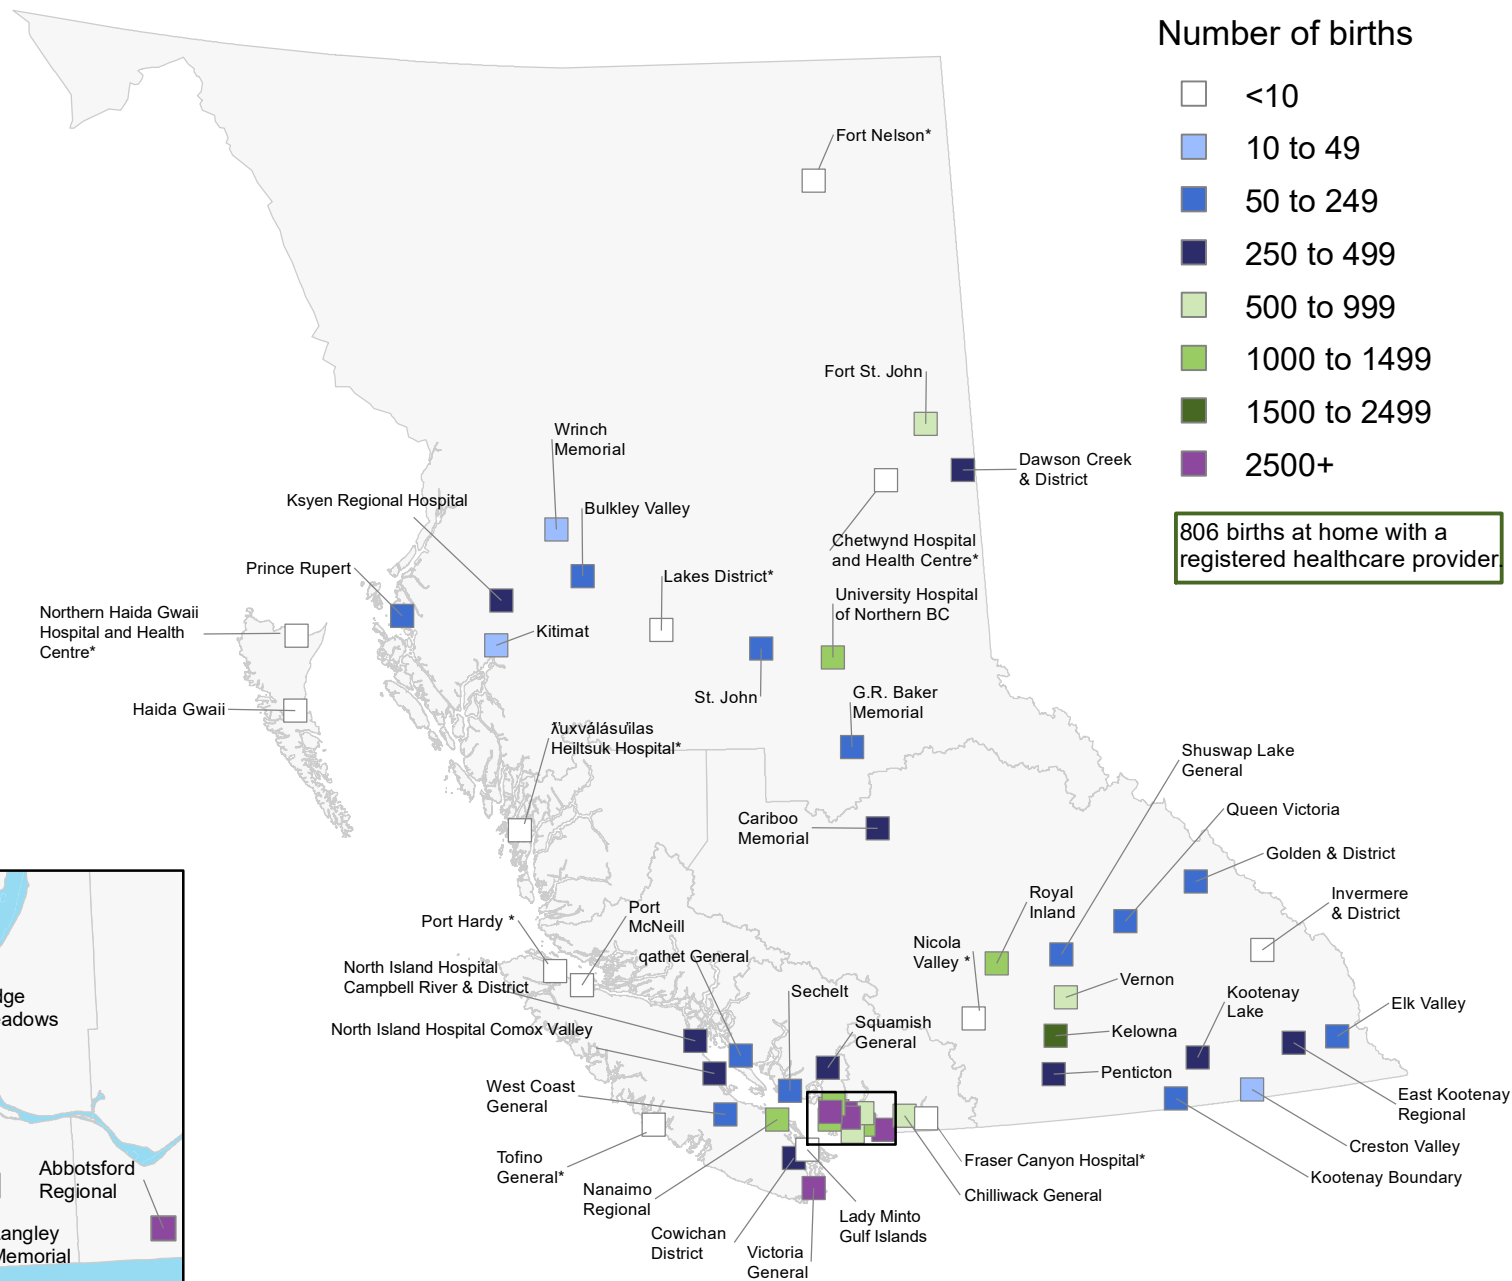 Number of births
<10
10 to 49
50 to 249
250 to 499
500 to 999
1000 to 1499
1500 to 2499
2500+
806 births at home with a
registered healthcare provider.
Fort Nelson*
Fort St. John
Dawson Creek
& District
Wrinch
Memorial
Ksyen Regional Hospital
Bulkley Valley
Chetwynd Hospital
and Health Centre*
Prince Rupert
Lakes District*
University Hospital
of Northern BC
Northern Haida Gwaii
Hospital and Health
Centre*
Kitimat
St. John
G.R. Baker
Memorial
Haida Gwaii
Heiltsuk Hospital*
Shuswap Lake
General
Queen Victoria
Cariboo
Memorial
Golden & District
Royal
Inland
Invermere
& District
Port Hardy *
Port
McNeill
Nicola
Valley *
qathet General
North Island Hospital
Campbell River & District
Sechelt
Vernon
Kootenay
Lake
Elk Valley
North Island Hospital Comox Valley
Squamish
General
Kelowna
Penticton
West Coast
General
East Kootenay
Regional
Creston Valley
Tofino
General*
Fraser Canyon Hospital*
Kootenay Boundary
Nanaimo
Regional
Chilliwack General
Lady Minto
Gulf Islands
Cowichan
District
Victoria
General
dge
eadows
Abbotsford
Regional
angley
Memorial